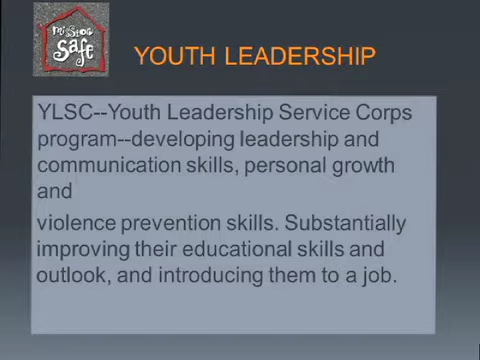 mission
Safe
YOUTH LEADERSHIP
YLSC--Youth Leadership Service Corps
program--developing leadership and
communication skills, personal growth
and
violence prevention skills. Substantially
improving their educational skills and
outlook, and introducing them to a job.